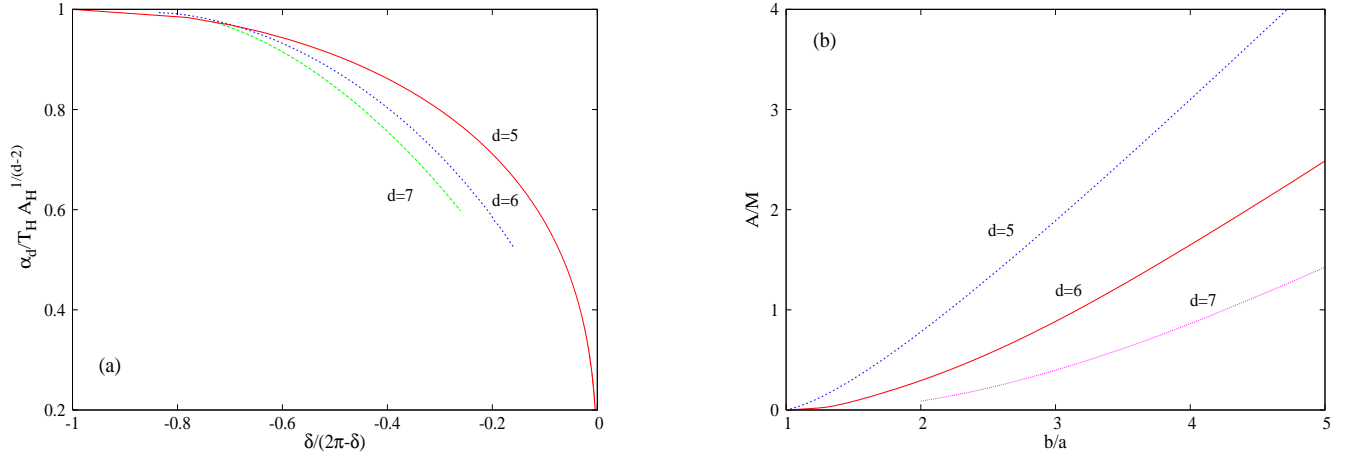 1
0.8
0.6
0.4
0.2
-1
-0.8
-0.6
-0.4
-0.2
0
α_d/T_H A_H^{1/(d-2)}
δ/(2π-δ)
(a)
d=5
d=6
d=7
4
3
2
1
0
1
2
3
4
5
A/M
b/a
(b)
d=5
d=6
d=7